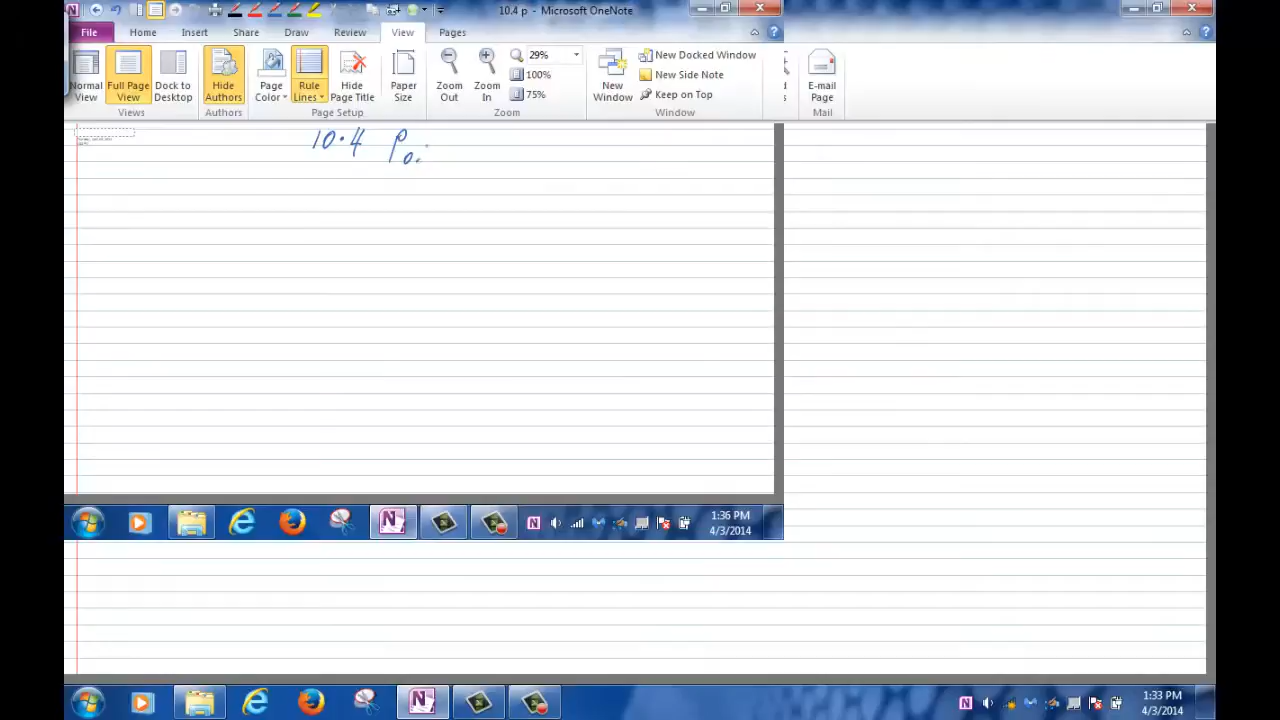 10.4 p - Microsoft OneNote
File Home Insert Share Draw Review View Pages
Normal View
Full Page View
Dock to Desktop
Views
Hide Authors
Authors
Page Color
Rule Lines
Hide Page Title
Page Setup
Paper Size
Zoom Out
Zoom In
29%
100%
75%
Zoom
New Window
New Docked Window
New Side Note
Keep on Top
Window
E-mail Page
Mail
10.4
1:36 PM
4/3/2014
1:33 PM
4/3/2014